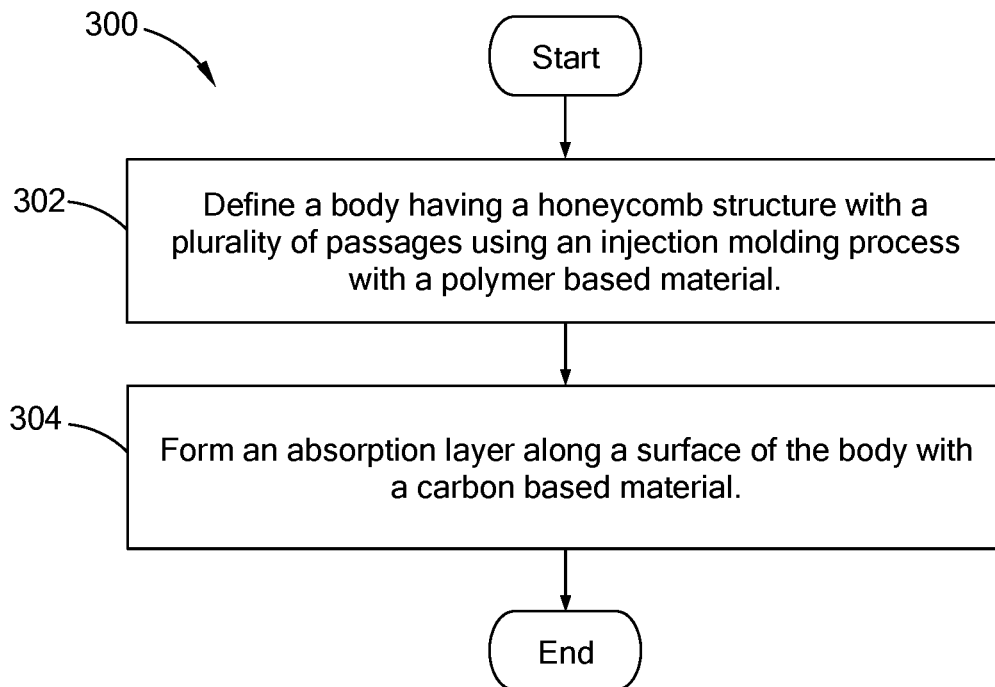 300
Start
302
Define a body having a honeycomb structure with a
plurality of passages using an injection molding process
with a polymer based material.
304
Form an absorption layer along a surface of the body with
a carbon based material.
End